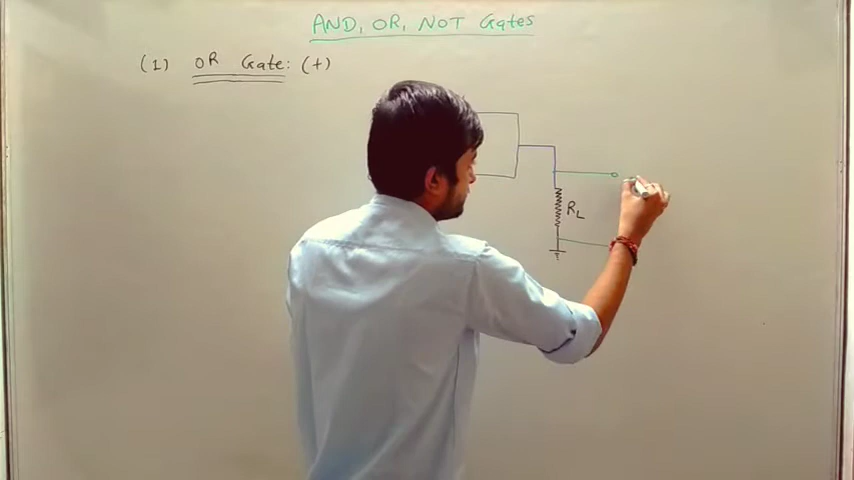 AND, OR, NOT Gates
(1) OR Gate: (+)
RL